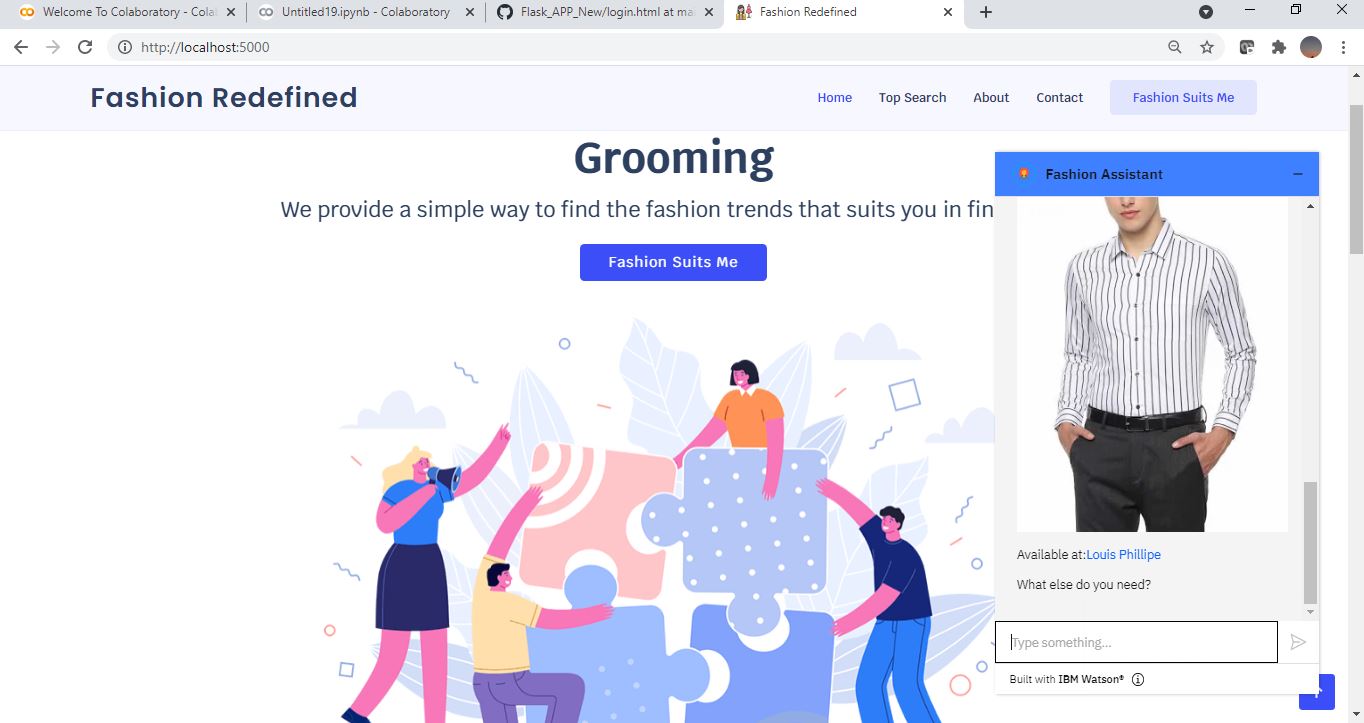 Welcome To Colaboratory - Colab
Untitled19.ipynb - Colaboratory
Flask_APP_New/login.html at mai
Fashion Redefined
http://localhost:5000
Fashion Redefined
Home
Top Search
About
Contact
Fashion Suits Me
Grooming
We provide a simple way to find the fashion trends that suits you in fin
Fashion Suits Me
Fashion Assistant
Available at:Louis Phillipe
What else do you need?
Type something...
Built with IBM Watson®